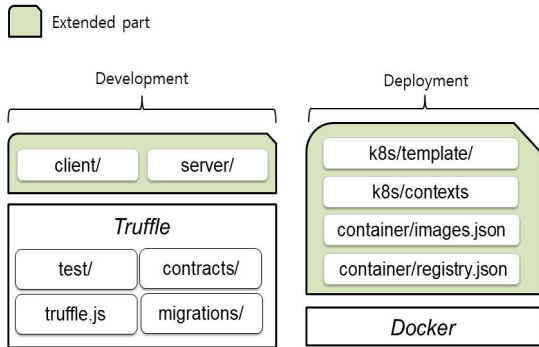 Extended part
Development
Deployment
client/ server/
Truffle
test/ contracts/
truffle.js migrations/
k8s/template/
k8s/contexts
container/images.json
container/registry.json
Docker